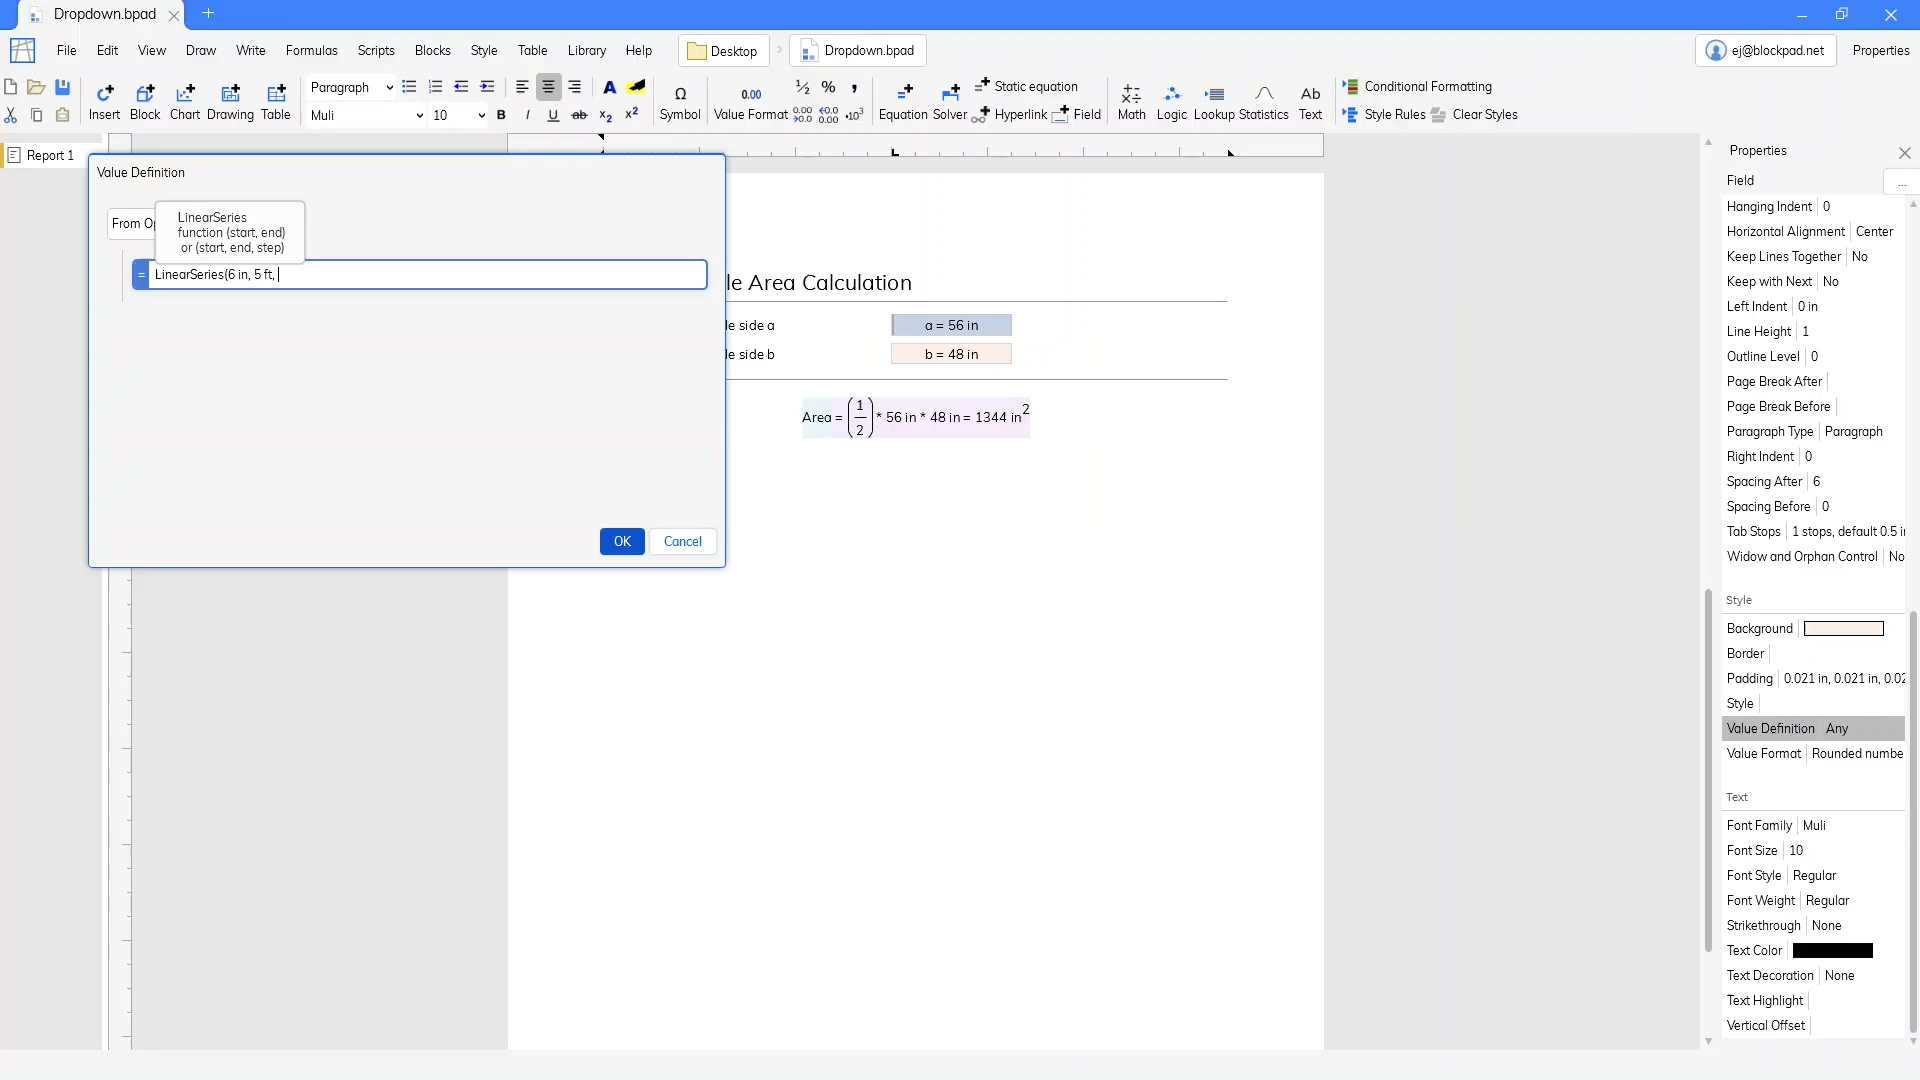 Dropdown.bpad
File Edit View Draw Write Formulas Scripts Blocks Style Table Library Help Desktop Dropdown.bpad ej@blockpad.net Properties
Paragraph ½ % , Static equation Conditional Formatting
Insert Block Chart Drawing Table Muli 10 B I U ab x₂ x² Symbol Value Format Equation Solver Hyperlink Field Math Logic Lookup Statistics Text Style Rules Clear Styles
Report 1
Value Definition
From Op
LinearSeries
function (start, end)
or (start, end, step)
= LinearSeries(6 in, 5 ft,
OK Cancel
le Area Calculation
le side a a = 56 in
le side b b = 48 in
Area = (1/2) * 56 in * 48 in = 1344 in²
Properties
Field ...
Hanging Indent 0
Horizontal Alignment Center
Keep Lines Together No
Keep with Next No
Left Indent 0 in
Line Height 1
Outline Level 0
Page Break After
Page Break Before
Paragraph Type Paragraph
Right Indent 0
Spacing After 6
Spacing Before 0
Tab Stops 1 stops, default 0.5 i
Widow and Orphan Control No
Style
Background
Border
Padding 0.021 in, 0.021 in, 0.02
Style
Value Definition Any
Value Format Rounded numbe
Text
Font Family Muli
Font Size 10
Font Style Regular
Font Weight Regular
Strikethrough None
Text Color
Text Decoration None
Text Highlight
Vertical Offset